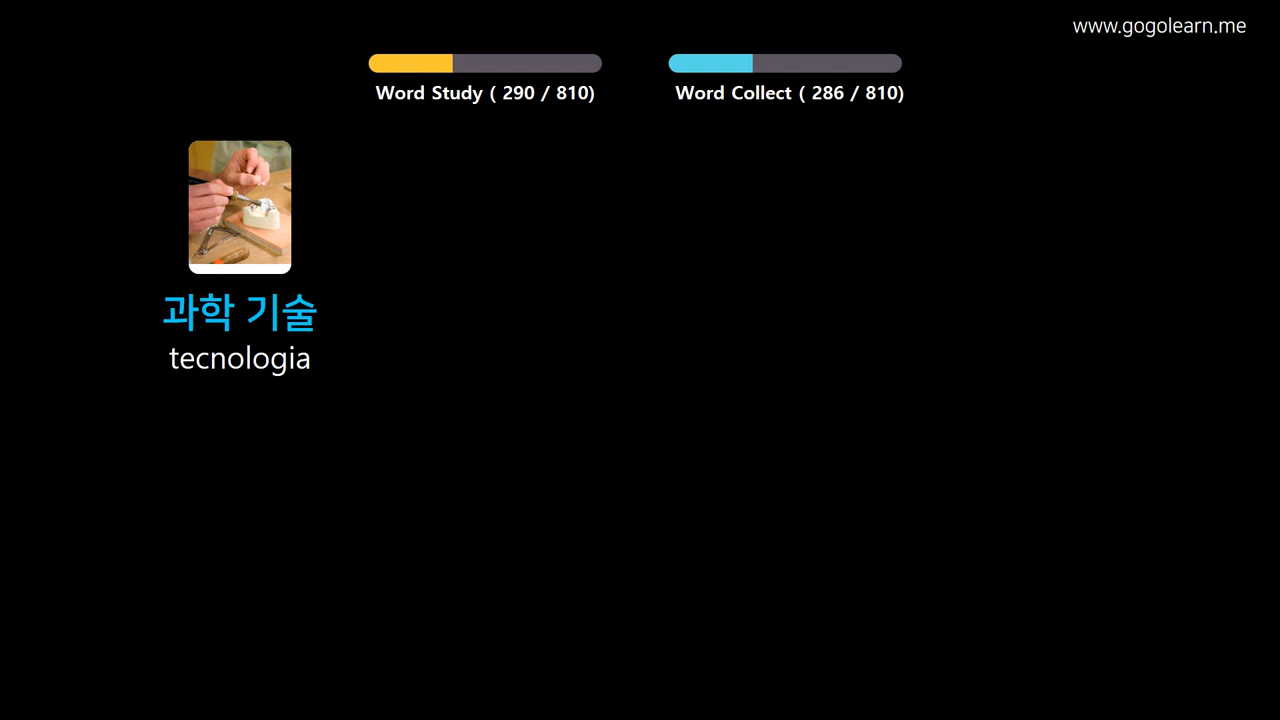 www.gogolearn.me
Word Study ( 290 / 810)
Word Collect ( 286 / 810)
과학 기술
tecnologia